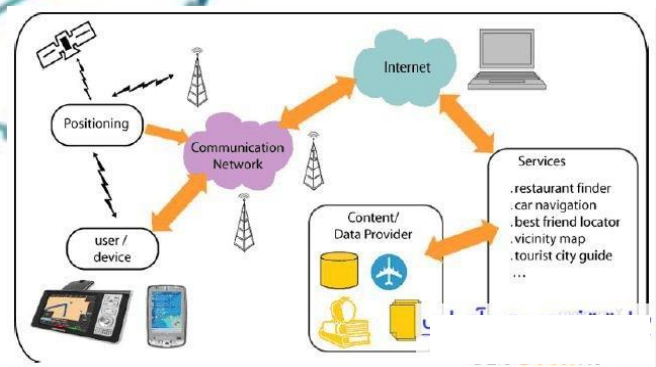 Positioning
Communication
Network
Internet
user /
device
Content/
Data Provider
Services
.restaurant finder
.car navigation
.best friend locator
.vicinity map
.tourist city guide
...